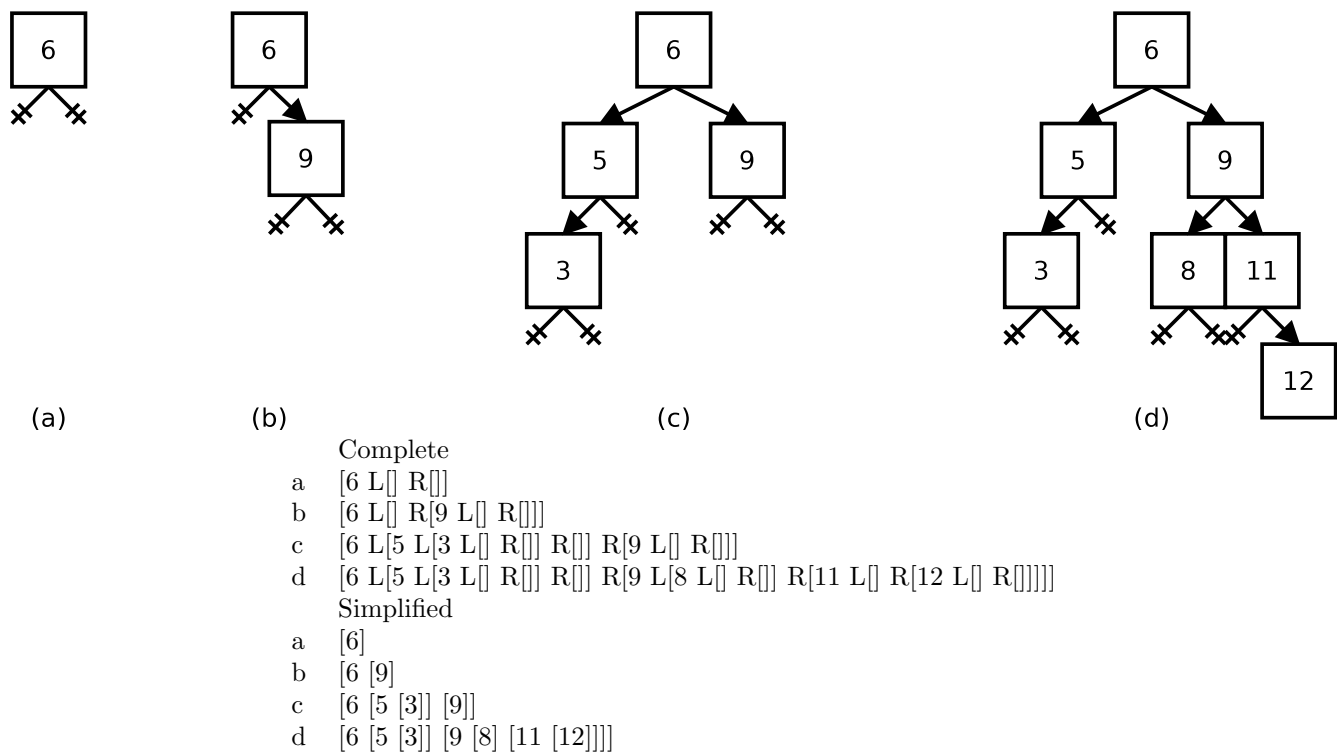 6 6 6 6
9
5 9 5 9
3 3 8 11
12
(a) (b) (c) (d)
Complete
a [6 L[] R[]]
b [6 L[] R[9 L[] R[]]]
c [6 L[5 L[3 L[] R[]] R[]] R[9 L[] R[]]]
d [6 L[5 L[3 L[] R[]] R[]] R[9 L[8 L[] R[]] R[11 L[] R[12 L[] R[]]]]]
Simplified
a [6]
b [6 [9]
c [6 [5 [3]] [9]]
d [6 [5 [3]] [9 [8] [11 [12]]]]